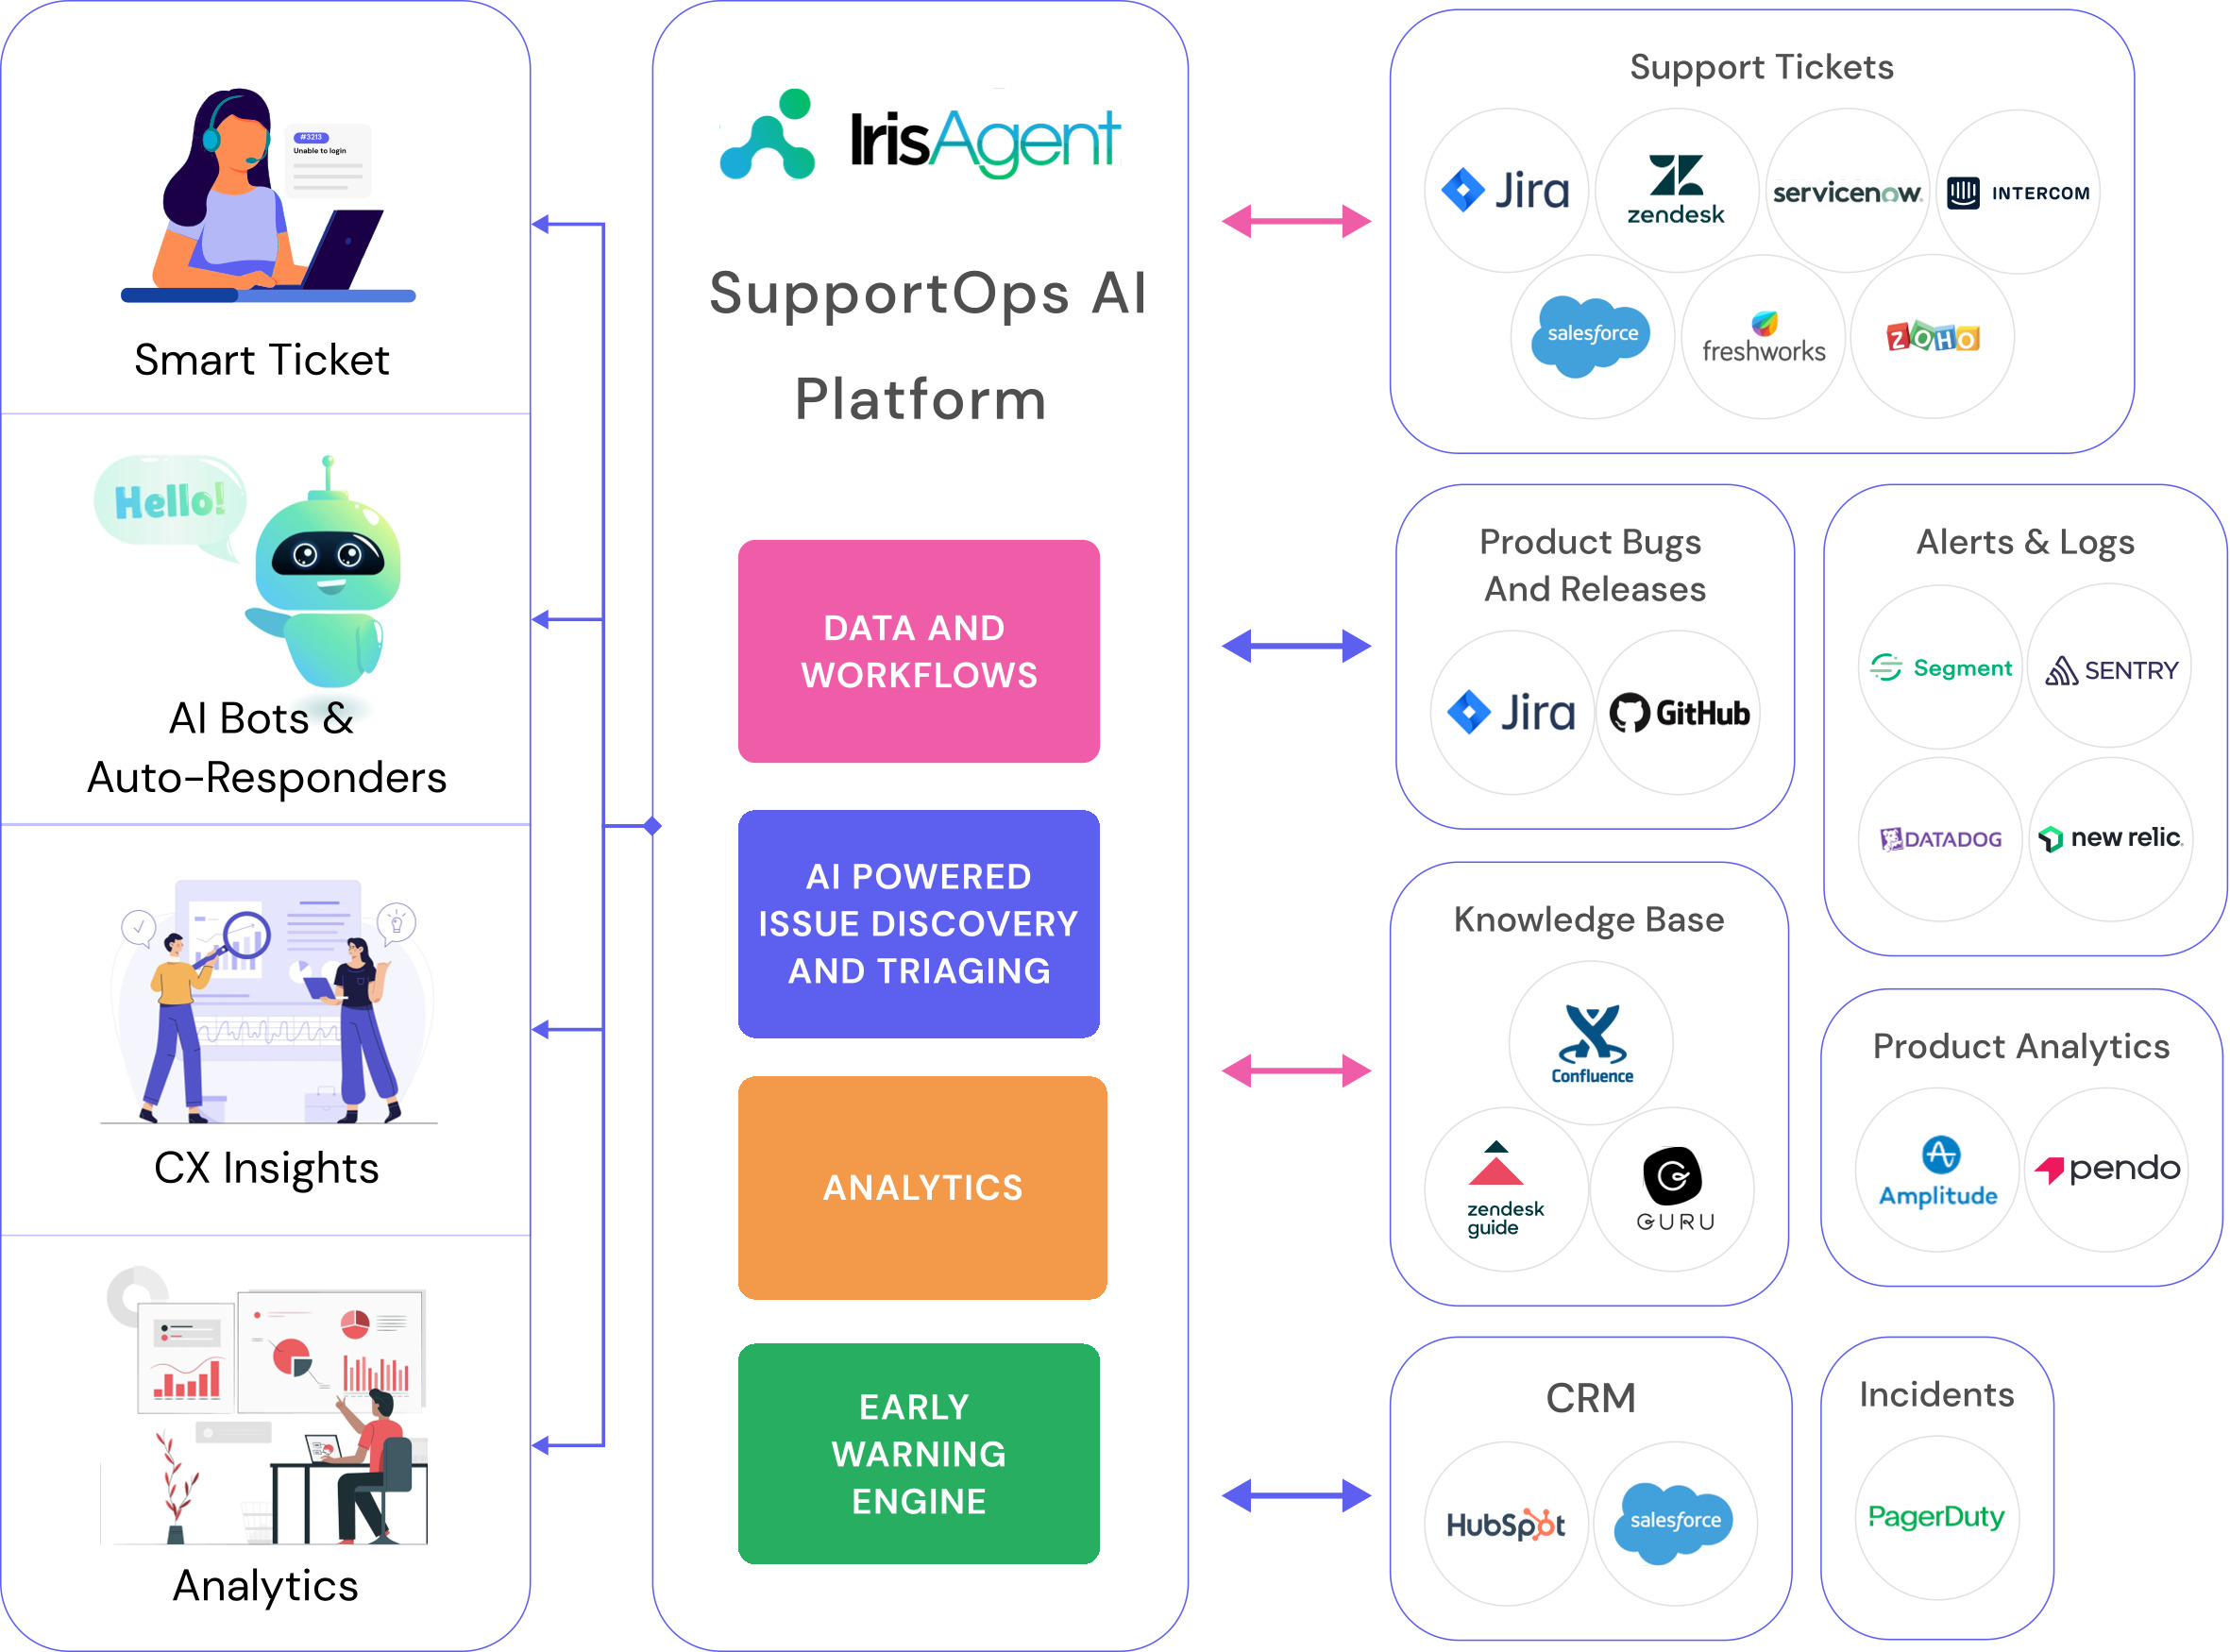 #3213
Unable to login
Smart Ticket
Hello!
AI Bots &
Auto-Responders
CX Insights
Analytics
IrisAgent
SupportOps AI
Platform
DATA AND
WORKFLOWS
AI POWERED
ISSUE DISCOVERY
AND TRIAGING
ANALYTICS
EARLY
WARNING
ENGINE
Support Tickets
Jira
zendesk
servicenow
INTERCOM
salesforce
freshworks
ZOHO
Product Bugs
And Releases
Jira
GitHub
Alerts & Logs
Segment
SENTRY
DATADOG
new relic
Knowledge Base
Confluence
zendesk
guide
GURU
Product Analytics
Amplitude
pendo
CRM
HubSpot
salesforce
Incidents
PagerDuty